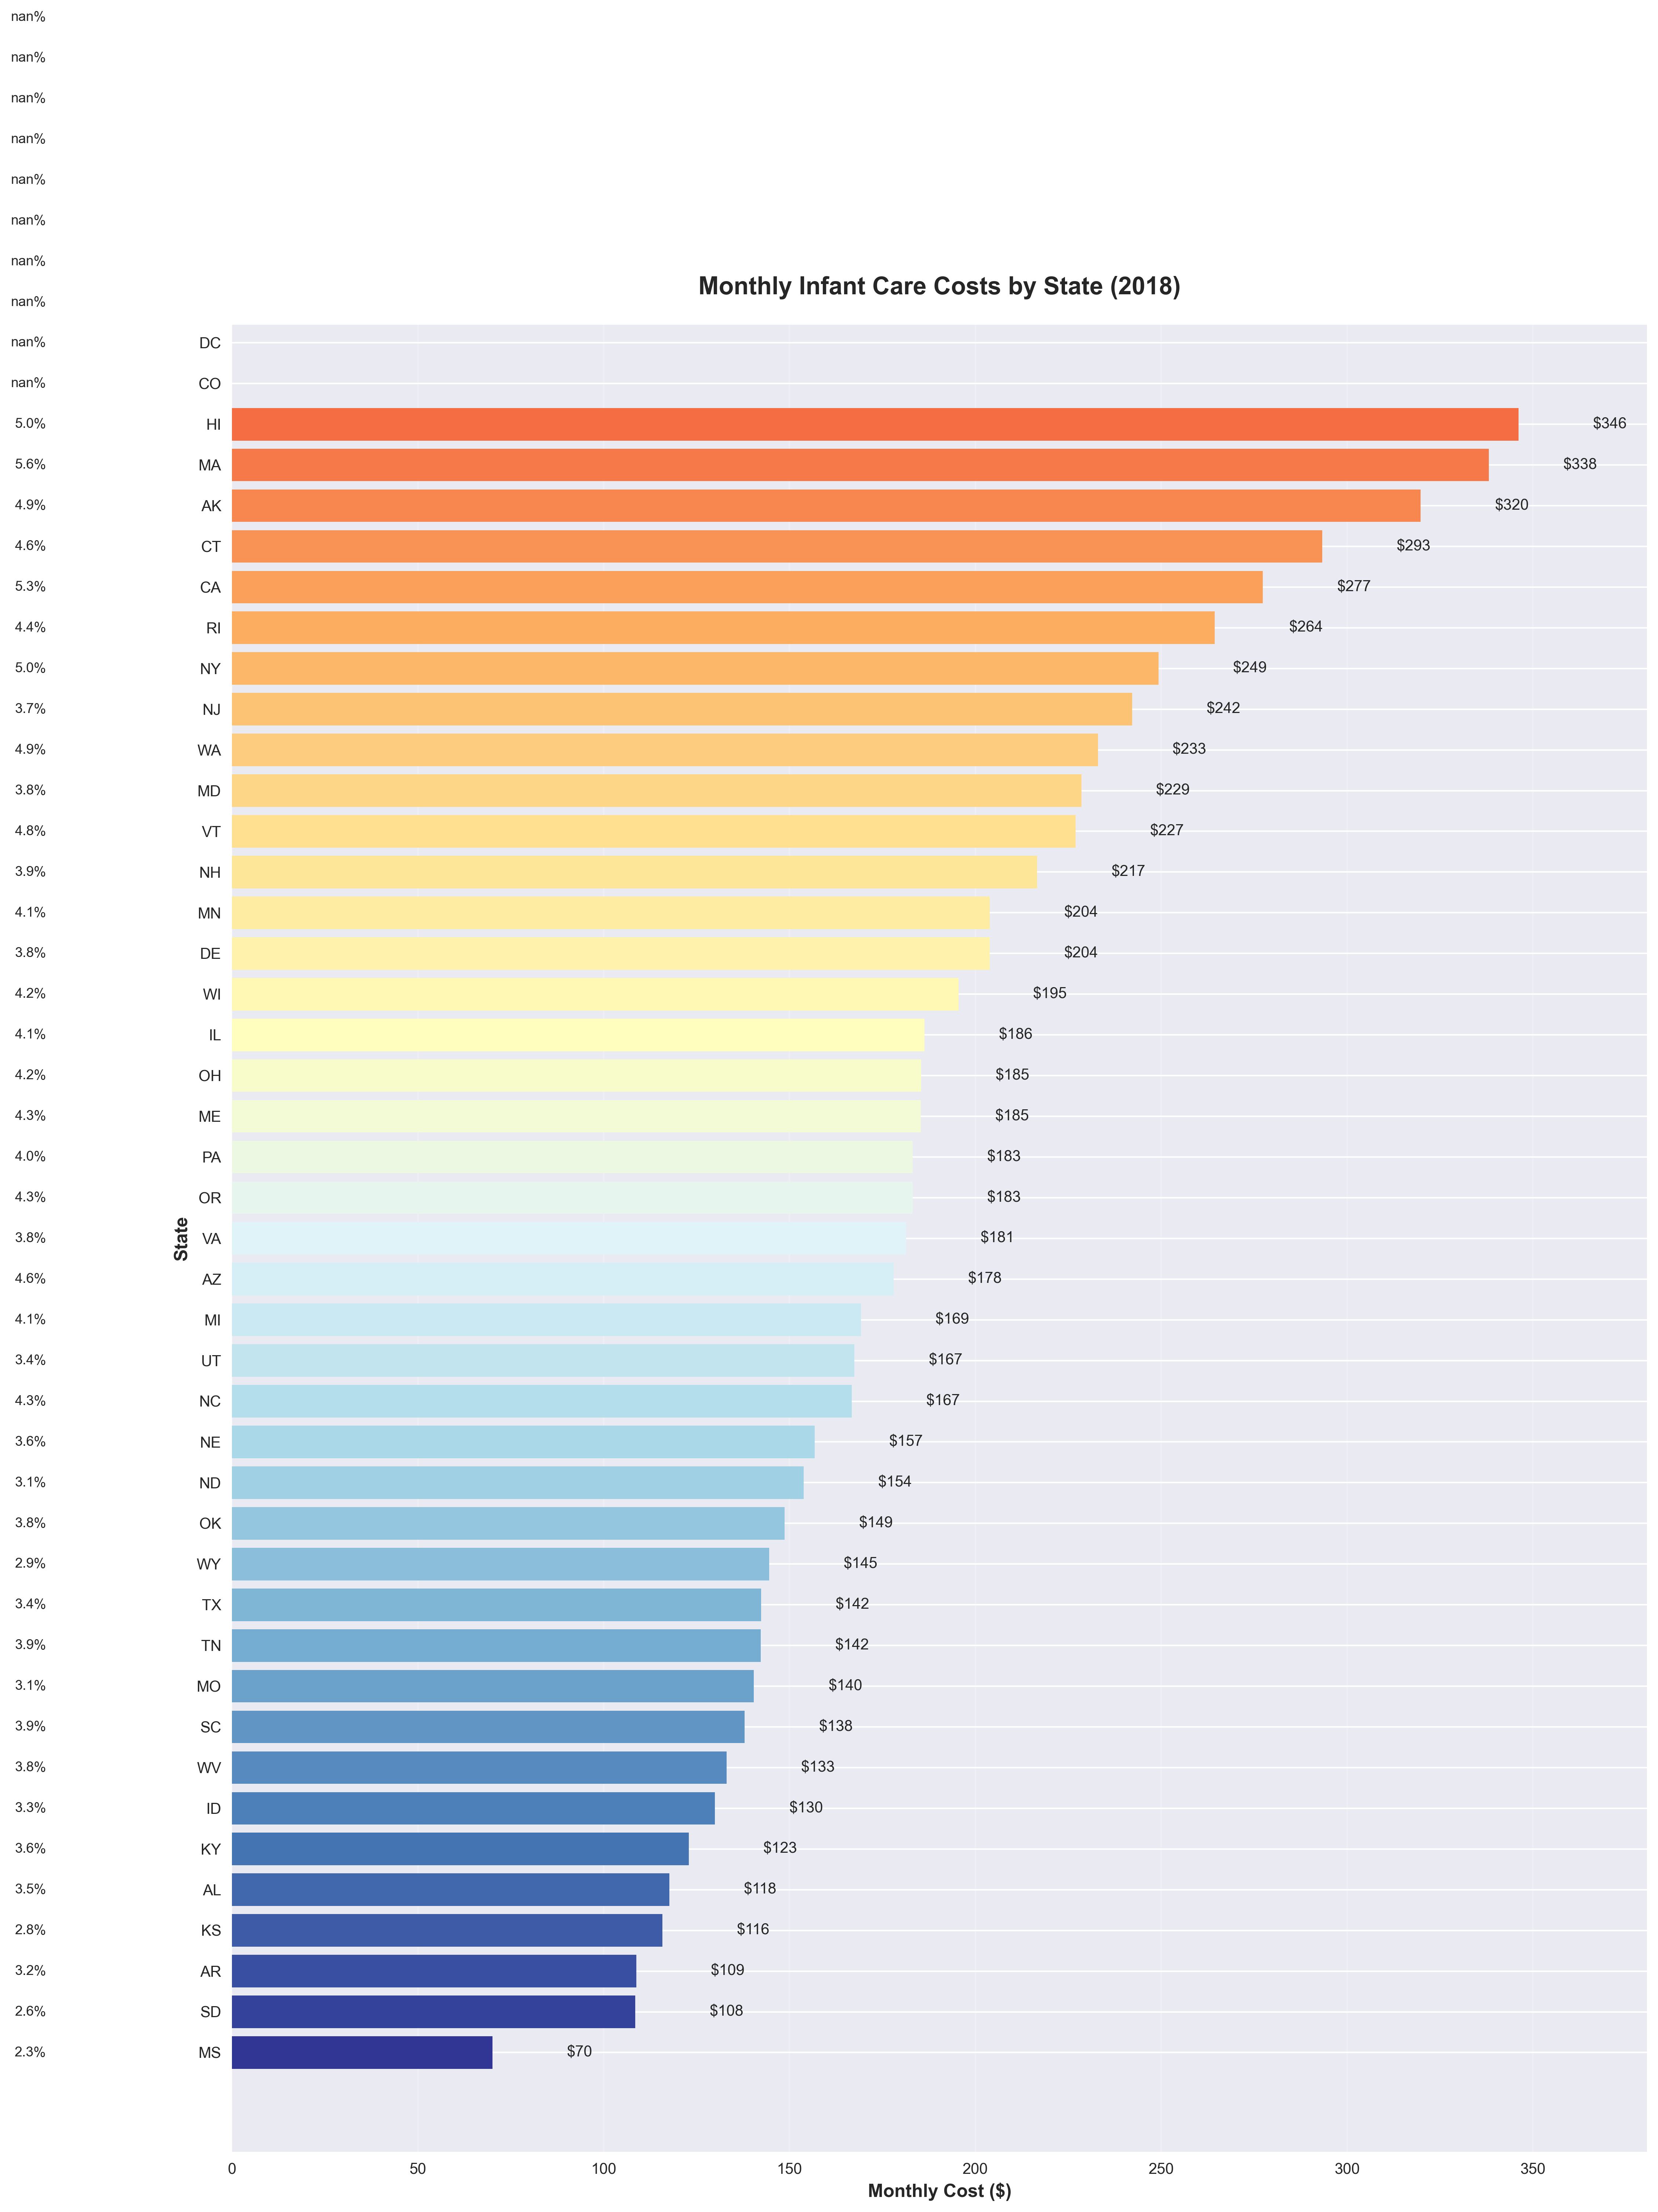 nan%
nan%
nan%
nan%
nan%
nan%
nan%
Monthly Infant Care Costs by State (2018)
nan%
nan% DC
nan% CO
5.0% HI $346
5.6% MA $338
4.9% AK $320
4.6% CT $293
5.3% CA $277
4.4% RI $264
5.0% NY $249
3.7% NJ $242
4.9% WA $233
3.8% MD $229
4.8% VT $227
3.9% NH $217
4.1% MN $204
3.8% DE $204
4.2% WI $195
4.1% IL $186
4.2% OH $185
4.3% ME $185
4.0% PA $183
4.3% OR $183
State
3.8% VA $181
4.6% AZ $178
4.1% MI $169
3.4% UT $167
4.3% NC $167
3.6% NE $157
3.1% ND $154
3.8% OK $149
2.9% WY $145
3.4% TX $142
3.9% TN $142
3.1% MO $140
3.9% SC $138
3.8% WV $133
3.3% ID $130
3.6% KY $123
3.5% AL $118
2.8% KS $116
3.2% AR $109
2.6% SD $108
2.3% MS $70
0 50 100 150 200 250 300 350
Monthly Cost ($)